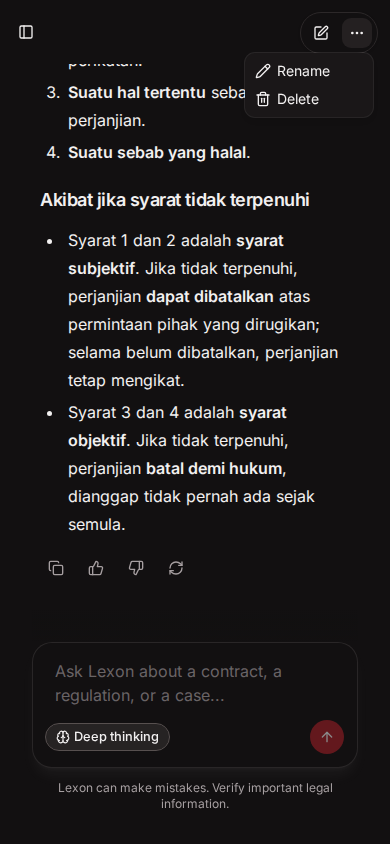 Rename
Delete
perikatan.
3. Suatu hal tertentu
perjanjian.
4. Suatu sebab yang halal.
Akibat jika syarat tidak terpenuhi
• Syarat 1 dan 2 adalah syarat
subjektif. Jika tidak terpenuhi,
perjanjian dapat dibatalkan atas
permintaan pihak yang dirugikan;
selama belum dibatalkan, perjanjian
tetap mengikat.
• Syarat 3 dan 4 adalah syarat
objektif. Jika tidak terpenuhi,
perjanjian batal demi hukum,
dianggap tidak pernah ada sejak
semula.
Ask Lexon about a contract, a
regulation, or a case...
Deep thinking
Lexon can make mistakes. Verify important legal
information.